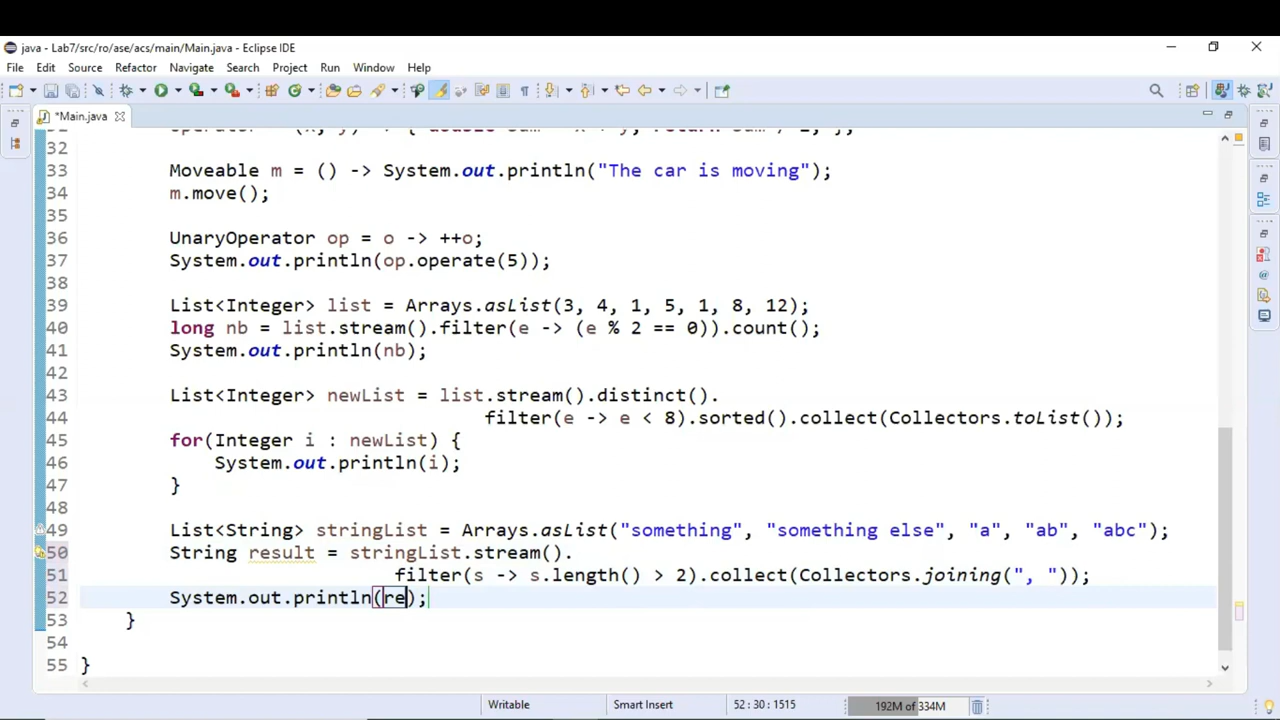 java - Lab7/src/ro/ase/acs/main/Main.java - Eclipse IDE
File Edit Source Refactor Navigate Search Project Run Window Help
*Main.java
32
33 Moveable m = () -> System.out.println("The car is moving");
34 m.move();
35
36 UnaryOperator op = o -> ++o;
37 System.out.println(op.operate(5));
38
39 List<Integer> list = Arrays.asList(3, 4, 1, 5, 1, 8, 12);
40 long nb = list.stream().filter(e -> (e % 2 == 0)).count();
41 System.out.println(nb);
42
43 List<Integer> newList = list.stream().distinct().
44 filter(e -> e < 8).sorted().collect(Collectors.toList());
45 for(Integer i : newList) {
46 System.out.println(i);
47 }
48
49 List<String> stringList = Arrays.asList("something", "something else", "a", "ab", "abc");
50 String result = stringList.stream().
51 filter(s -> s.length() > 2).collect(Collectors.joining(", "));
52 System.out.println(re);
53 }
54
55 }
Writable Smart Insert 52 : 30 : 1515 192M of 334M